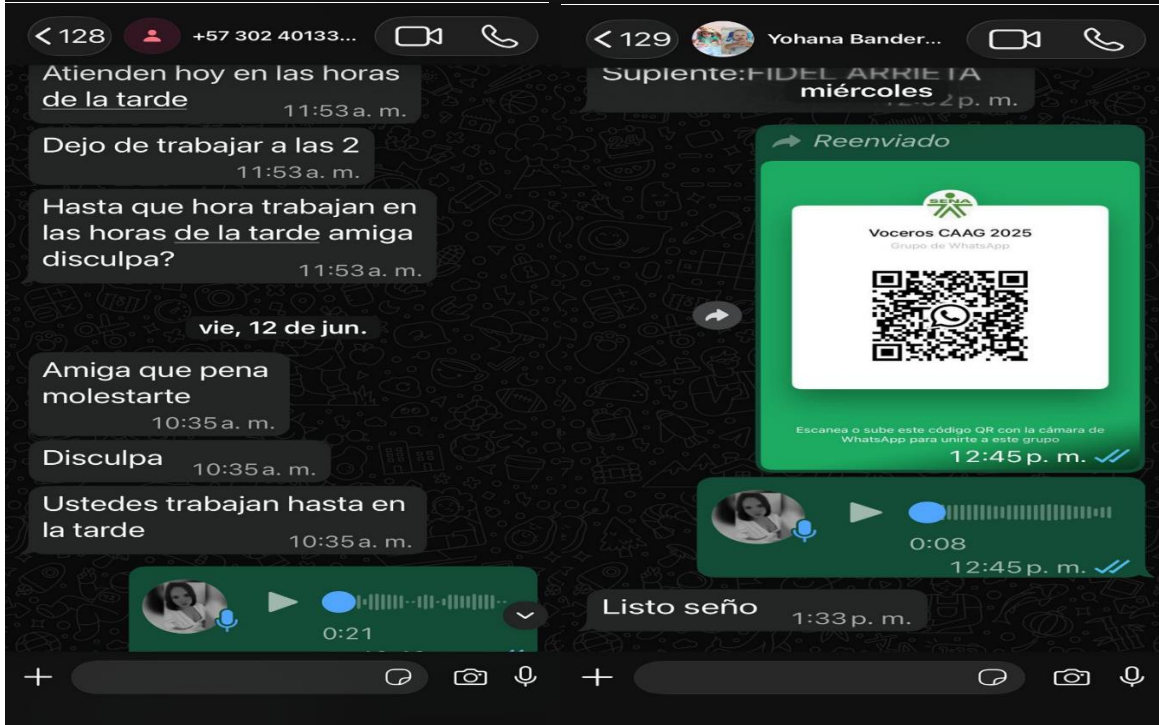 128
+57 302 40133...
Atienden hoy en las horas
de la tarde
11:53 a. m.
Dejo de trabajar a las 2
11:53 a. m.
Hasta que hora trabajan en
las horas de la tarde amiga
disculpa?
11:53 a. m.
vie, 12 de jun.
Amiga que pena
molestarte
10:35 a. m.
Disculpa
10:35 a. m.
Ustedes trabajan hasta en
la tarde
10:35 a. m.
0:21
129
Yohana Bander...
Suplente:FIDEL ARRIETA
miércoles
p. m.
Reenviado
SENA
Voceros CAAG 2025
Grupo de WhatsApp
Escanea o sube este código QR con la cámara de
WhatsApp para unirte a este grupo
12:45 p. m.
0:08
12:45 p. m.
Listo seño
1:33 p. m.